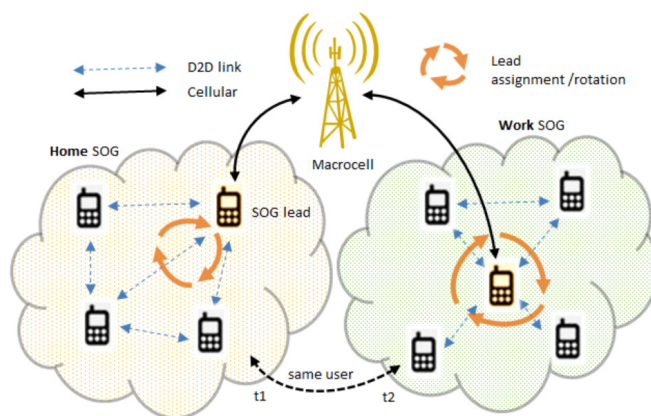 D2D link
Cellular
Lead
assignment /rotation
Macrocell
Home SOG
Work SOG
SOG lead
same user
t1
t2